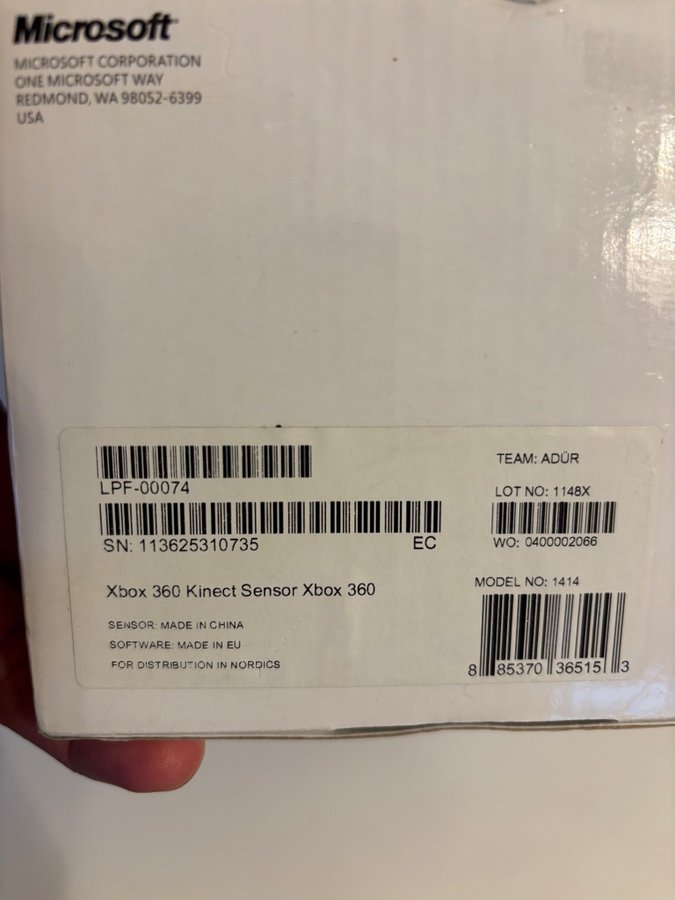 Microsoft
MICROSOFT CORPORATION
ONE MICROSOFT WAY
REDMOND, WA 98052-6399
USA
LPF-00074
SN: 113625310735 EC
Xbox 360 Kinect Sensor Xbox 360
SENSOR: MADE IN CHINA
SOFTWARE: MADE IN EU
FOR DISTRIBUTION IN NORDICS
TEAM: ADÜR
LOT NO: 1148X
WO: 0400002066
MODEL NO: 1414
8 85370 36515 3